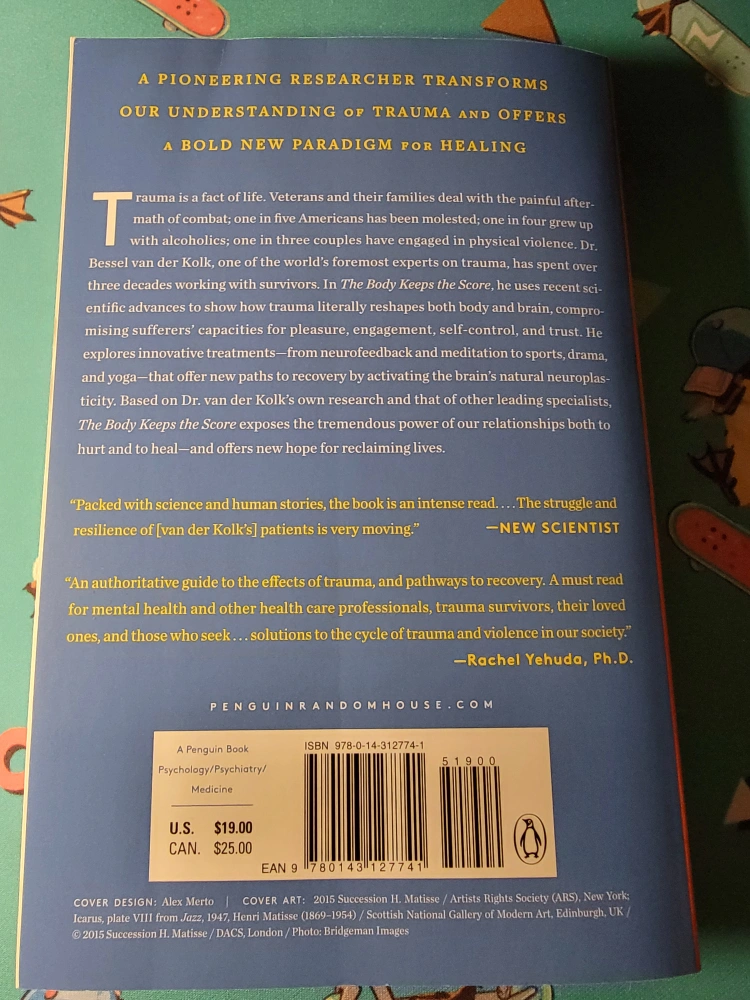 A PIONEERING RESEARCHER TRANSFORMS
OUR UNDERSTANDING OF TRAUMA AND OFFERS
A BOLD NEW PARADIGM FOR HEALING
Trauma is a fact of life. Veterans and their families deal with the painful after-
math of combat; one in five Americans has been molested; one in four grew up
with alcoholics; one in three couples have engaged in physical violence. Dr.
Bessel van der Kolk, one of the world's foremost experts on trauma, has spent over
three decades working with survivors. In The Body Keeps the Score, he uses recent sci-
entific advances to show how trauma literally reshapes both body and brain, compro-
mising sufferers' capacities for pleasure, engagement, self-control, and trust. He
explores innovative treatments—from neurofeedback and meditation to sports, drama,
and yoga—that offer new paths to recovery by activating the brain's natural neuroplas-
ticity. Based on Dr. van der Kolk's own research and that of other leading specialists,
The Body Keeps the Score exposes the tremendous power of our relationships both to
hurt and to heal—and offers new hope for reclaiming lives.
"Packed with science and human stories, the book is an intense read. . . . The struggle and
resilience of [van der Kolk's] patients is very moving." —NEW SCIENTIST
"An authoritative guide to the effects of trauma, and pathways to recovery. A must read
for mental health and other health care professionals, trauma survivors, their loved
ones, and those who seek . . . solutions to the cycle of trauma and violence in our society."
—Rachel Yehuda, Ph.D.
PENGUINRANDOMHOUSE.COM
A Penguin Book
Psychology/Psychiatry/
Medicine
U.S. $19.00
CAN. $25.00
ISBN 978-0-14-312774-1
51900
EAN 9 780143 127741
COVER DESIGN: Alex Merto | COVER ART: 2015 Succession H. Matisse / Artists Rights Society (ARS), New York;
Icarus, plate VIII from Jazz, 1947, Henri Matisse (1869–1954) / Scottish National Gallery of Modern Art, Edinburgh, UK /
© 2015 Succession H. Matisse / DACS, London / Photo: Bridgeman Images